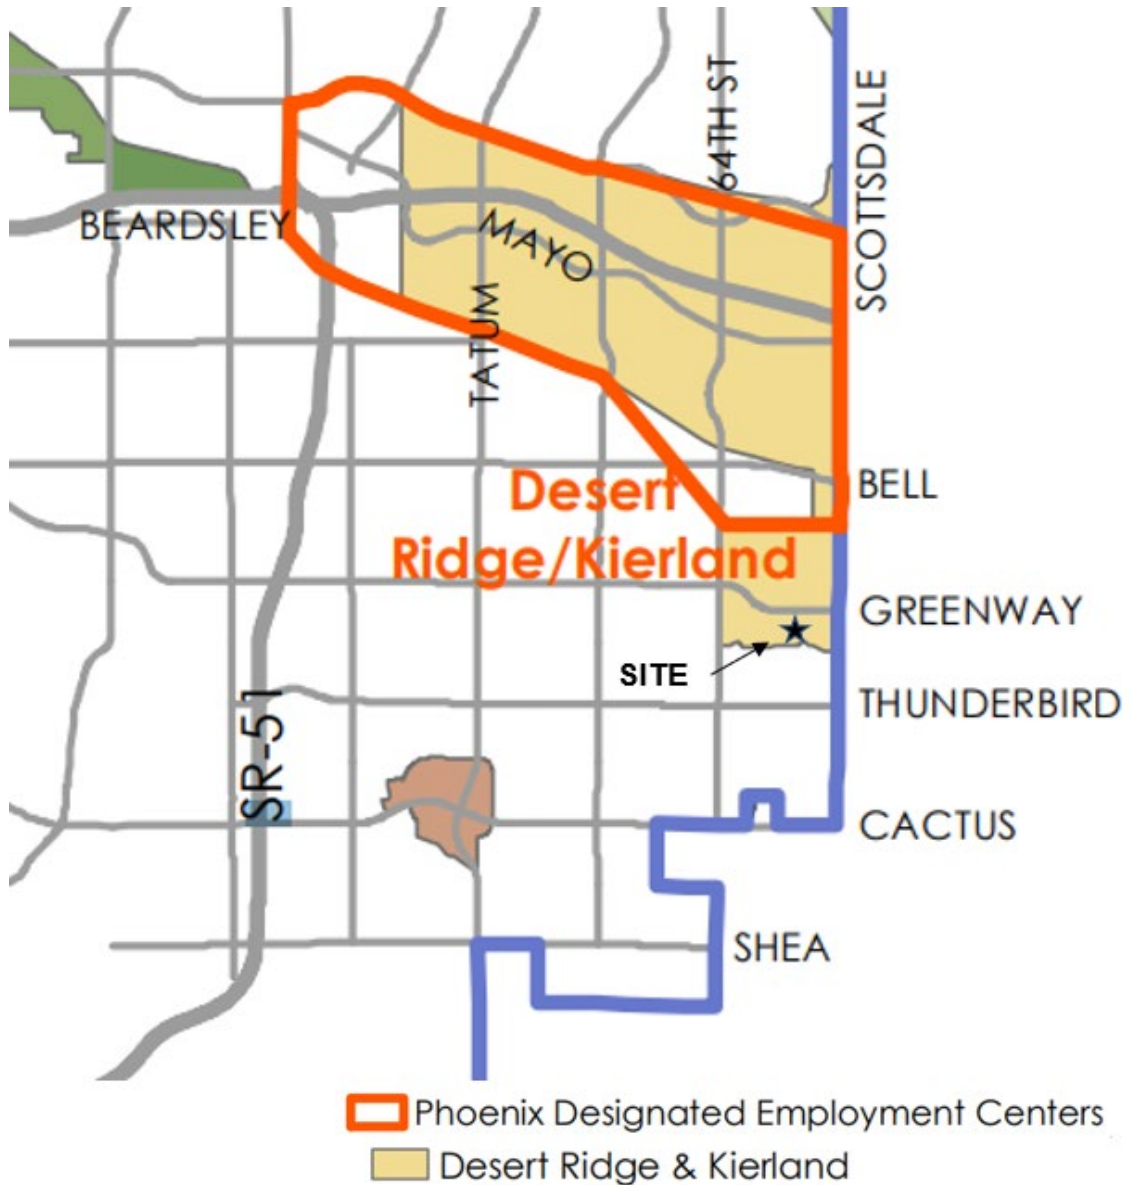 64TH ST
SCOTTSDALE
BEARDSLEY
MAYO
TATUM
BELL
Desert
Ridge/Kierland
GREENWAY
SITE
THUNDERBIRD
SR-51
CACTUS
SHEA
Phoenix Designated Employment Centers
Desert Ridge & Kierland